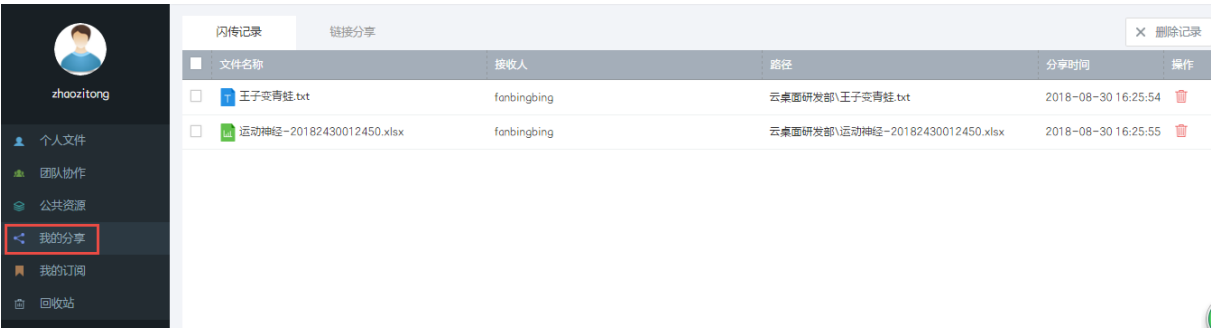 zhaozitong
个人文件
团队协作
公共资源
我的分享
我的订阅
回收站
闪传记录 链接分享 删除记录
文件名称 接收人 路径 分享时间 操作
王子变青蛙.txt fanbingbing 云桌面研发部\王子变青蛙.txt 2018-08-30 16:25:54
运动神经-20182430012450.xlsx fanbingbing 云桌面研发部\运动神经-20182430012450.xlsx 2018-08-30 16:25:55